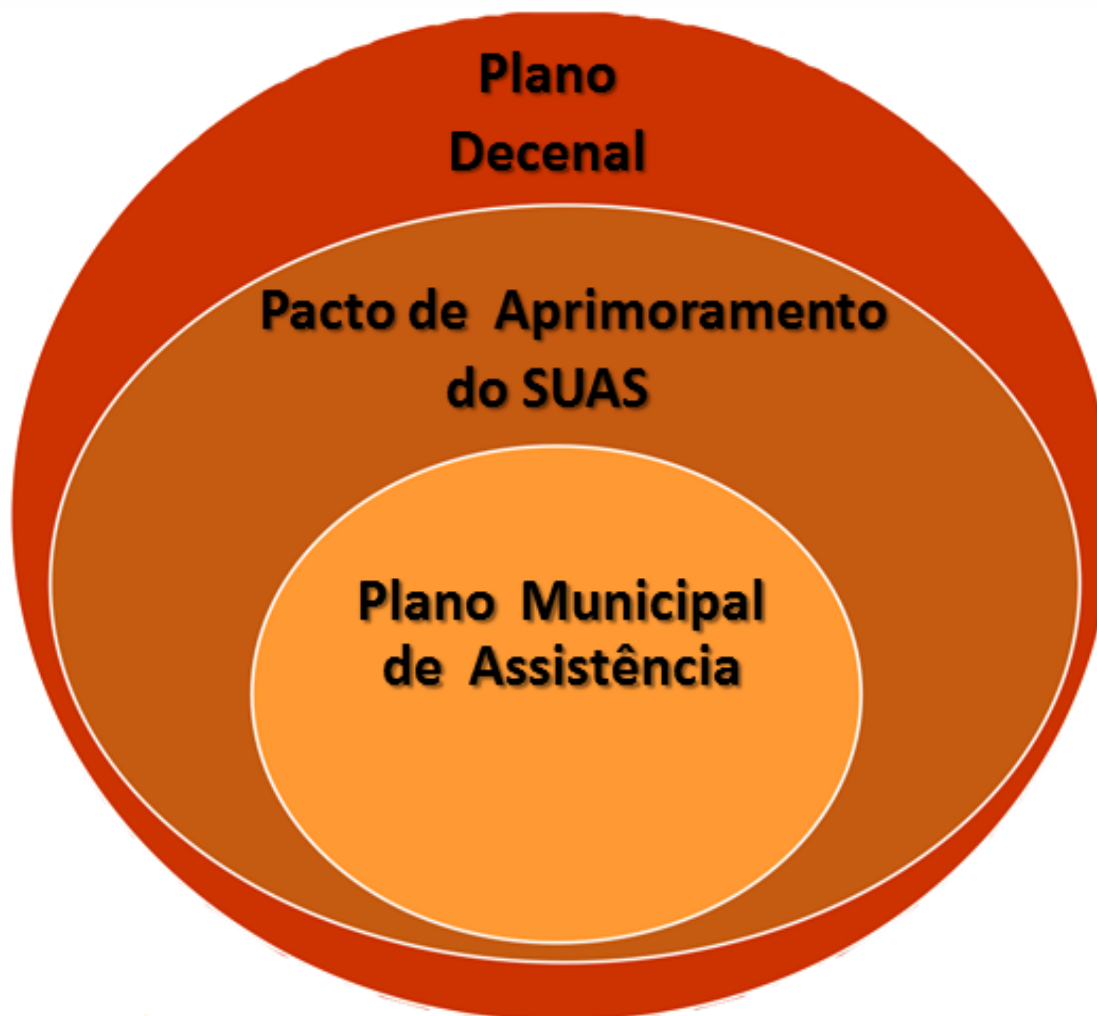 Plano
Decenal
Pacto de Aprimoramento
do SUAS
Plano Municipal
de Assistência